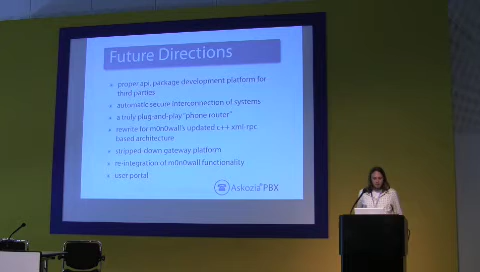 Future Directions
proper api, package development platform for
third parties
automatic secure interconnection of systems
a truly plug-and-play "phone router"
rewrite for m0n0wall's updated c++ xml-rpc
based architecture
stripped-down gateway platform
re-integration of m0n0wall functionality
user portal
Askozia PBX